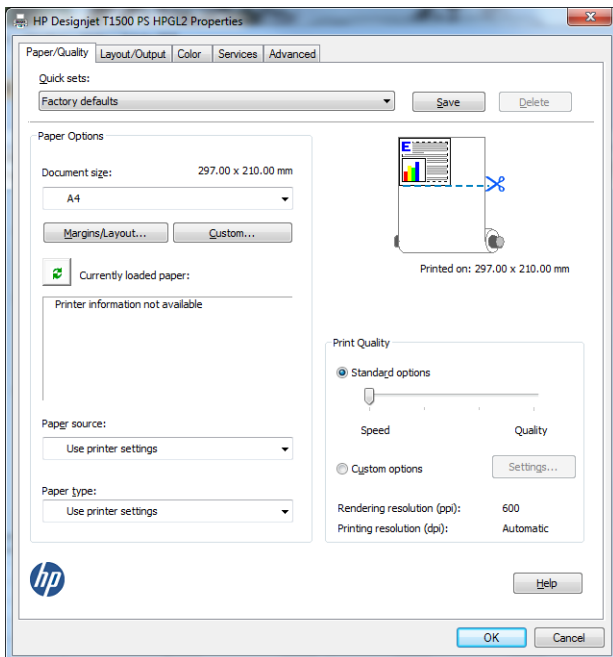 HP Designjet T1500 PS HPGL2 Properties
Paper/Quality Layout/Output Color Services Advanced
Quick sets:
Factory defaults
Save
Delete
Paper Options
Document size: 297.00 x 210.00 mm
A4
Margins/Layout... Custom...
Currently loaded paper:
Printer information not available
Paper source:
Use printer settings
Paper type:
Use printer settings
E
Printed on: 297.00 x 210.00 mm
Print Quality
Standard options
Speed Quality
Custom options Settings...
Rendering resolution (ppi): 600
Printing resolution (dpi): Automatic
hp
Help
OK Cancel